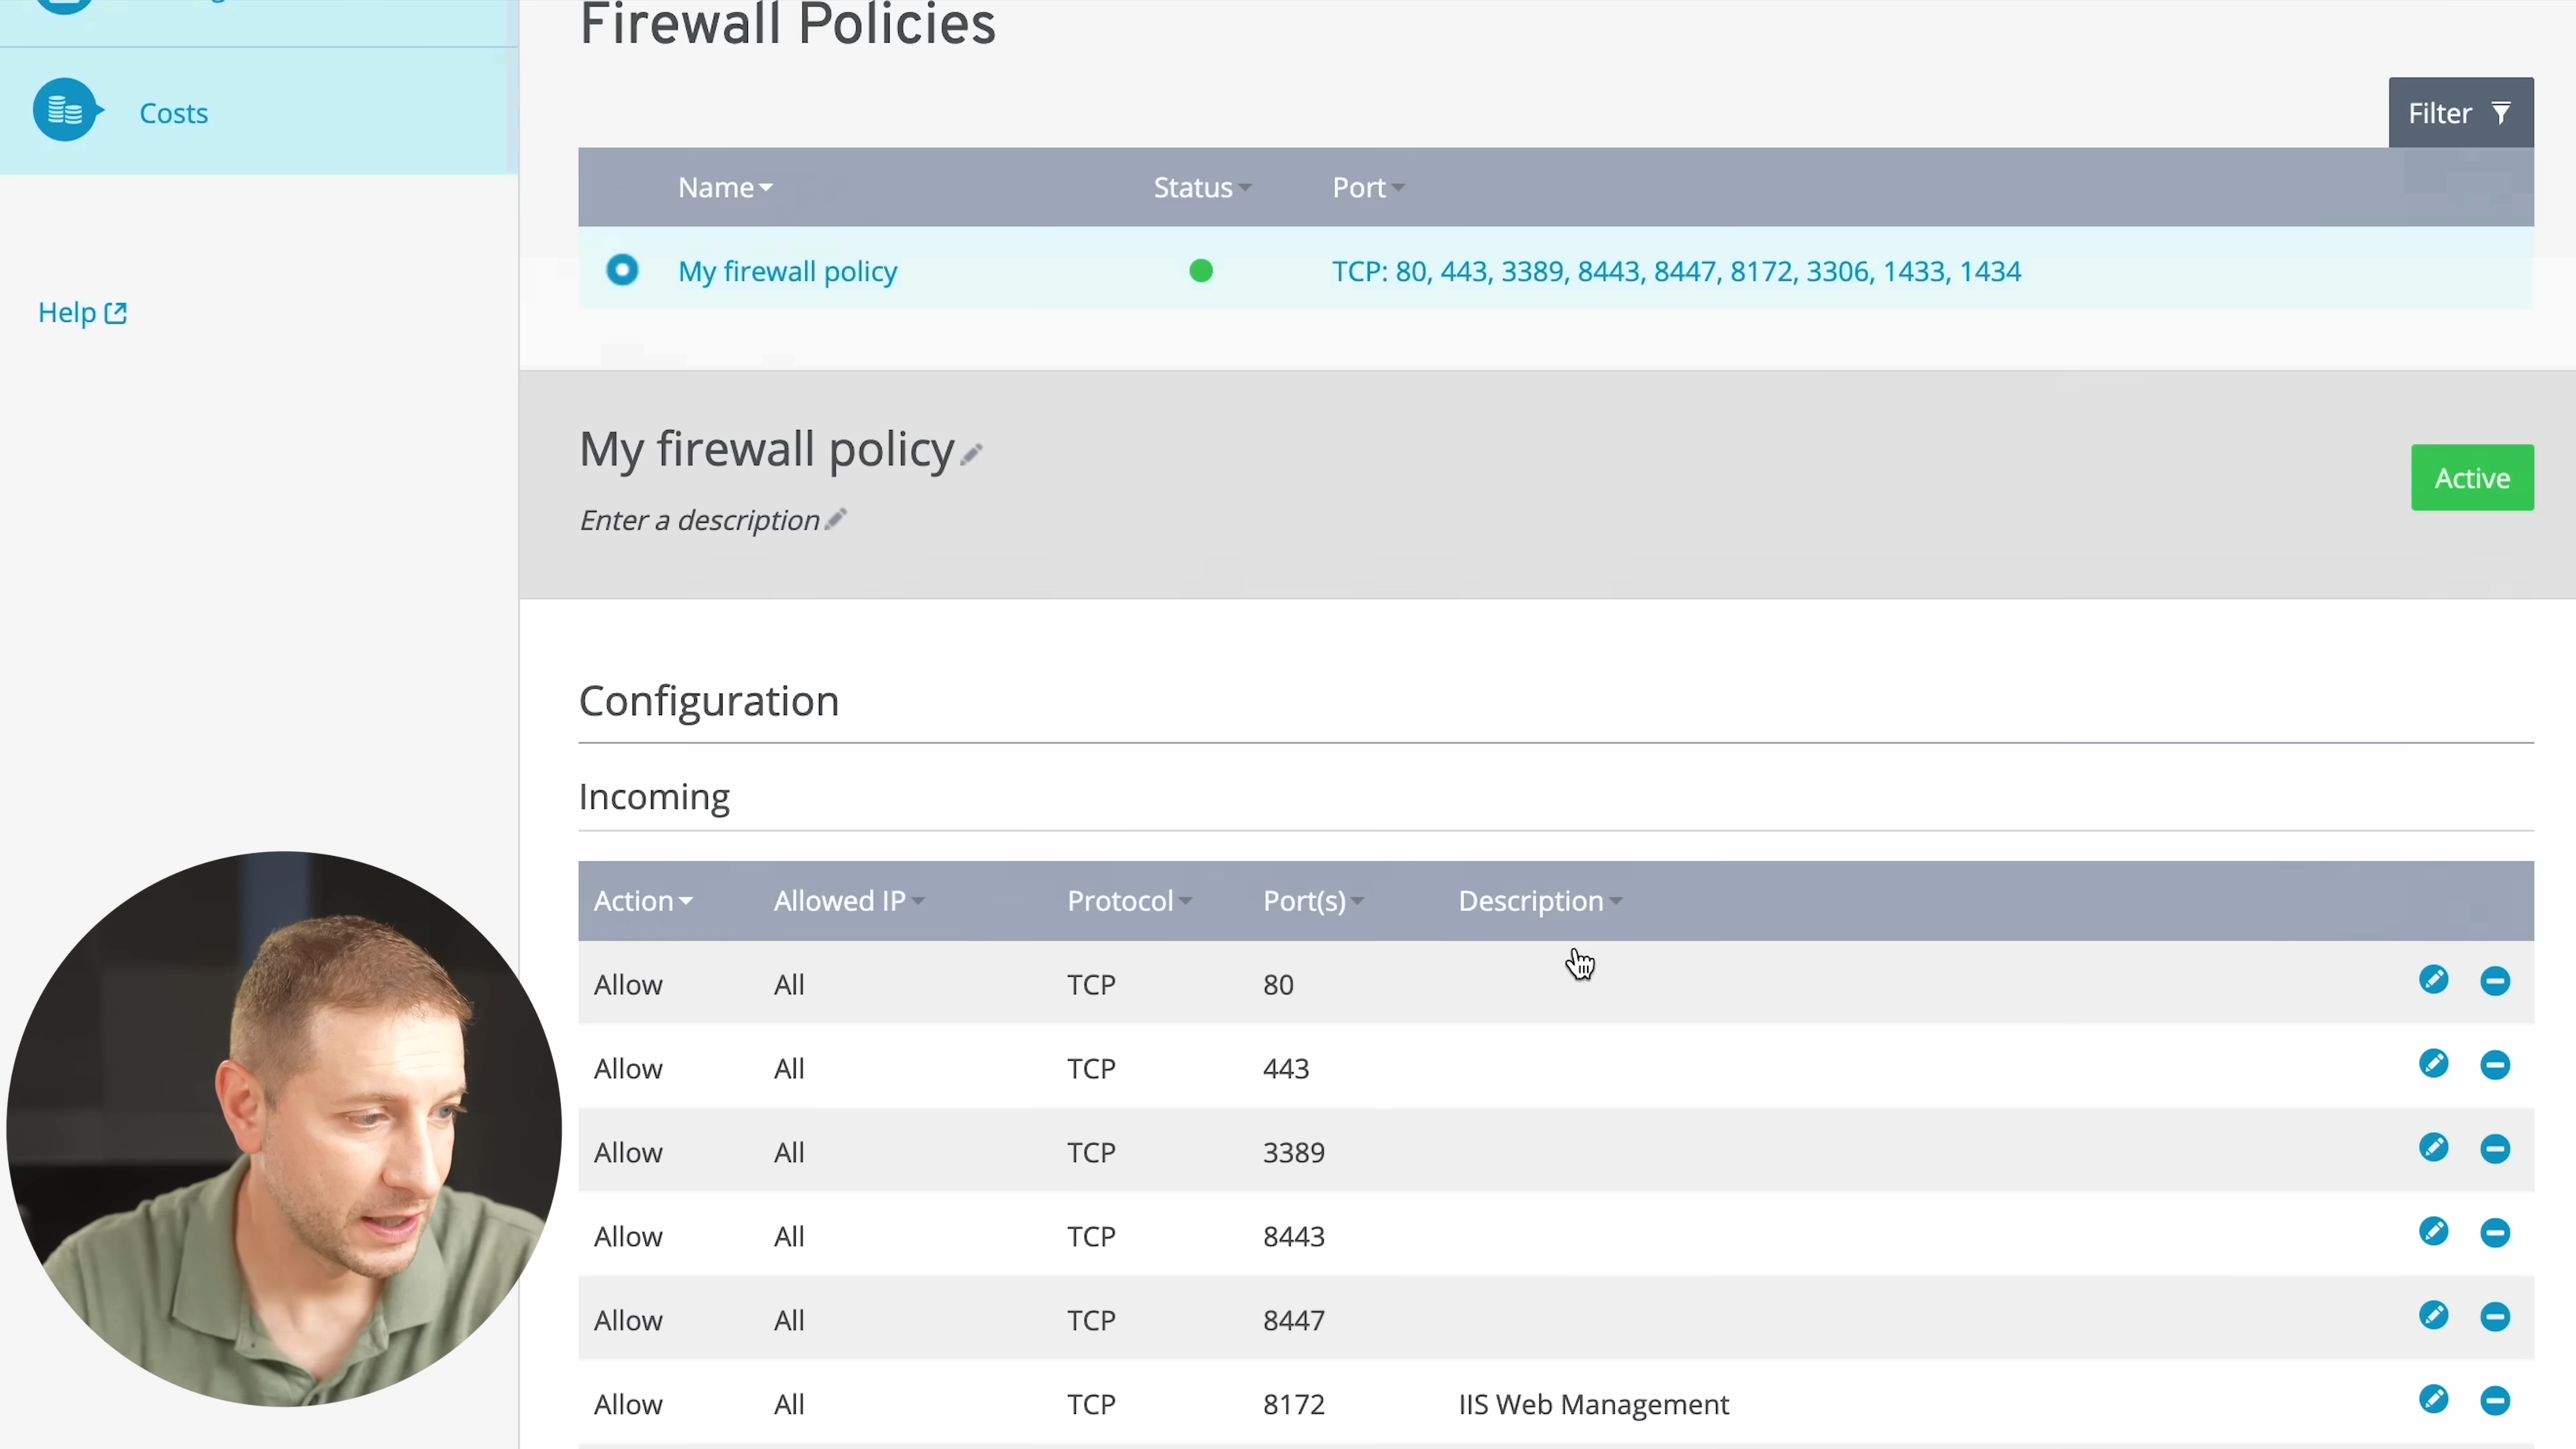 Firewall Policies
Costs
Filter
Name Status Port
My firewall policy TCP: 80, 443, 3389, 8443, 8447, 8172, 3306, 1433, 1434
Help
My firewall policy
Active
Enter a description
Configuration
Incoming
Action Allowed IP Protocol Port(s) Description
Allow All TCP 80
Allow All TCP 443
Allow All TCP 3389
Allow All TCP 8443
Allow All TCP 8447
Allow All TCP 8172 IIS Web Management